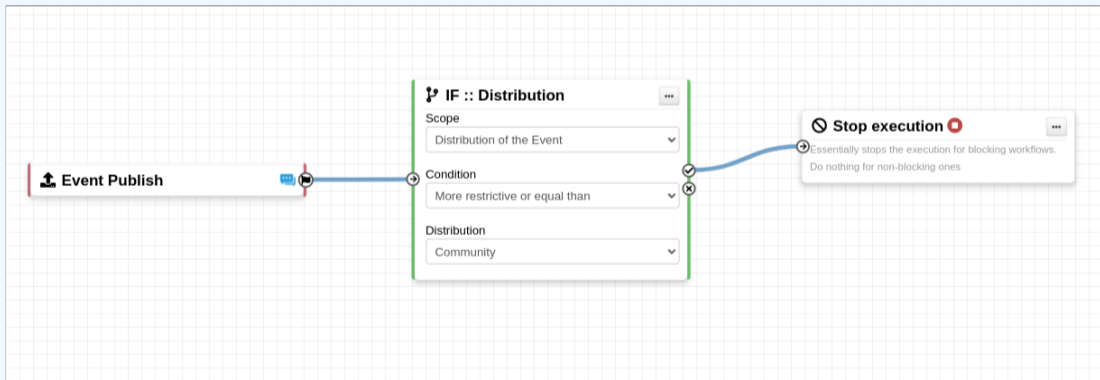 Event Publish
IF :: Distribution
Scope
Distribution of the Event
Condition
More restrictive or equal than
Distribution
Community
Stop execution
Essentially stops the execution for blocking workflows.
Do nothing for non-blocking ones